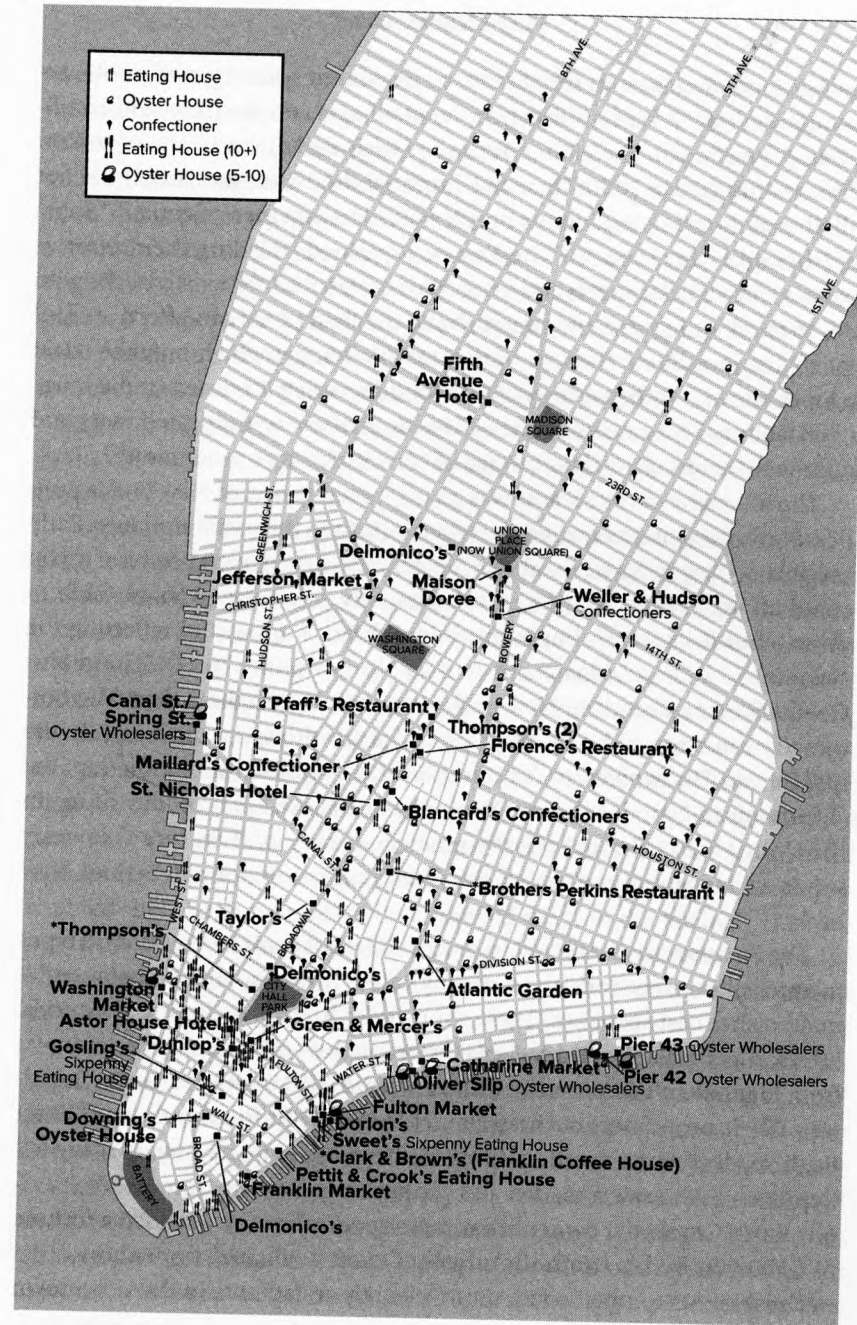 Eating House
Oyster House
Confectioner
Eating House (10+)
Oyster House (5-10)
8TH AVE.
5TH AVE.
1ST AVE.
Fifth
Avenue
Hotel
MADISON
SQUARE
23RD ST.
GREENWICH ST.
UNION
PLACE
(NOW UNION SQUARE)
Delmonico's
Jefferson Market
Maison
Doree
CHRISTOPHER ST.
Weller & Hudson
Confectioners
HUDSON ST.
WASHINGTON
SQUARE
BOWERY
14TH ST.
Canal St./
Spring St.
Oyster Wholesalers
Pfaff's Restaurant
Thompson's (2)
Florence's Restaurant
Maillard's Confectioner
St. Nicholas Hotel
*Blancard's Confectioners
CANAL ST.
HOUSTON ST.
*Brothers Perkins Restaurant
WEST ST.
Taylor's
BROADWAY
CHAMBERS ST.
*Thompson's
DIVISION ST.
Delmonico's
Atlantic Garden
Washington
Market
CITY
HALL
PARK
Astor House Hotel
*Green & Mercer's
*Dunlop's
Pier 43 Oyster Wholesalers
Gosling's
Sixpenny
Eating House
FULTON ST.
WATER ST.
Catharine Market
Pier 42 Oyster Wholesalers
Oliver Slip Oyster Wholesalers
Fulton Market
Downing's
Oyster House
WALL ST.
*Dorlon's
Sweet's Sixpenny Eating House
BROAD ST.
*Clark & Brown's (Franklin Coffee House)
Pettit & Crook's Eating House
Franklin Market
BATTERY
Delmonico's